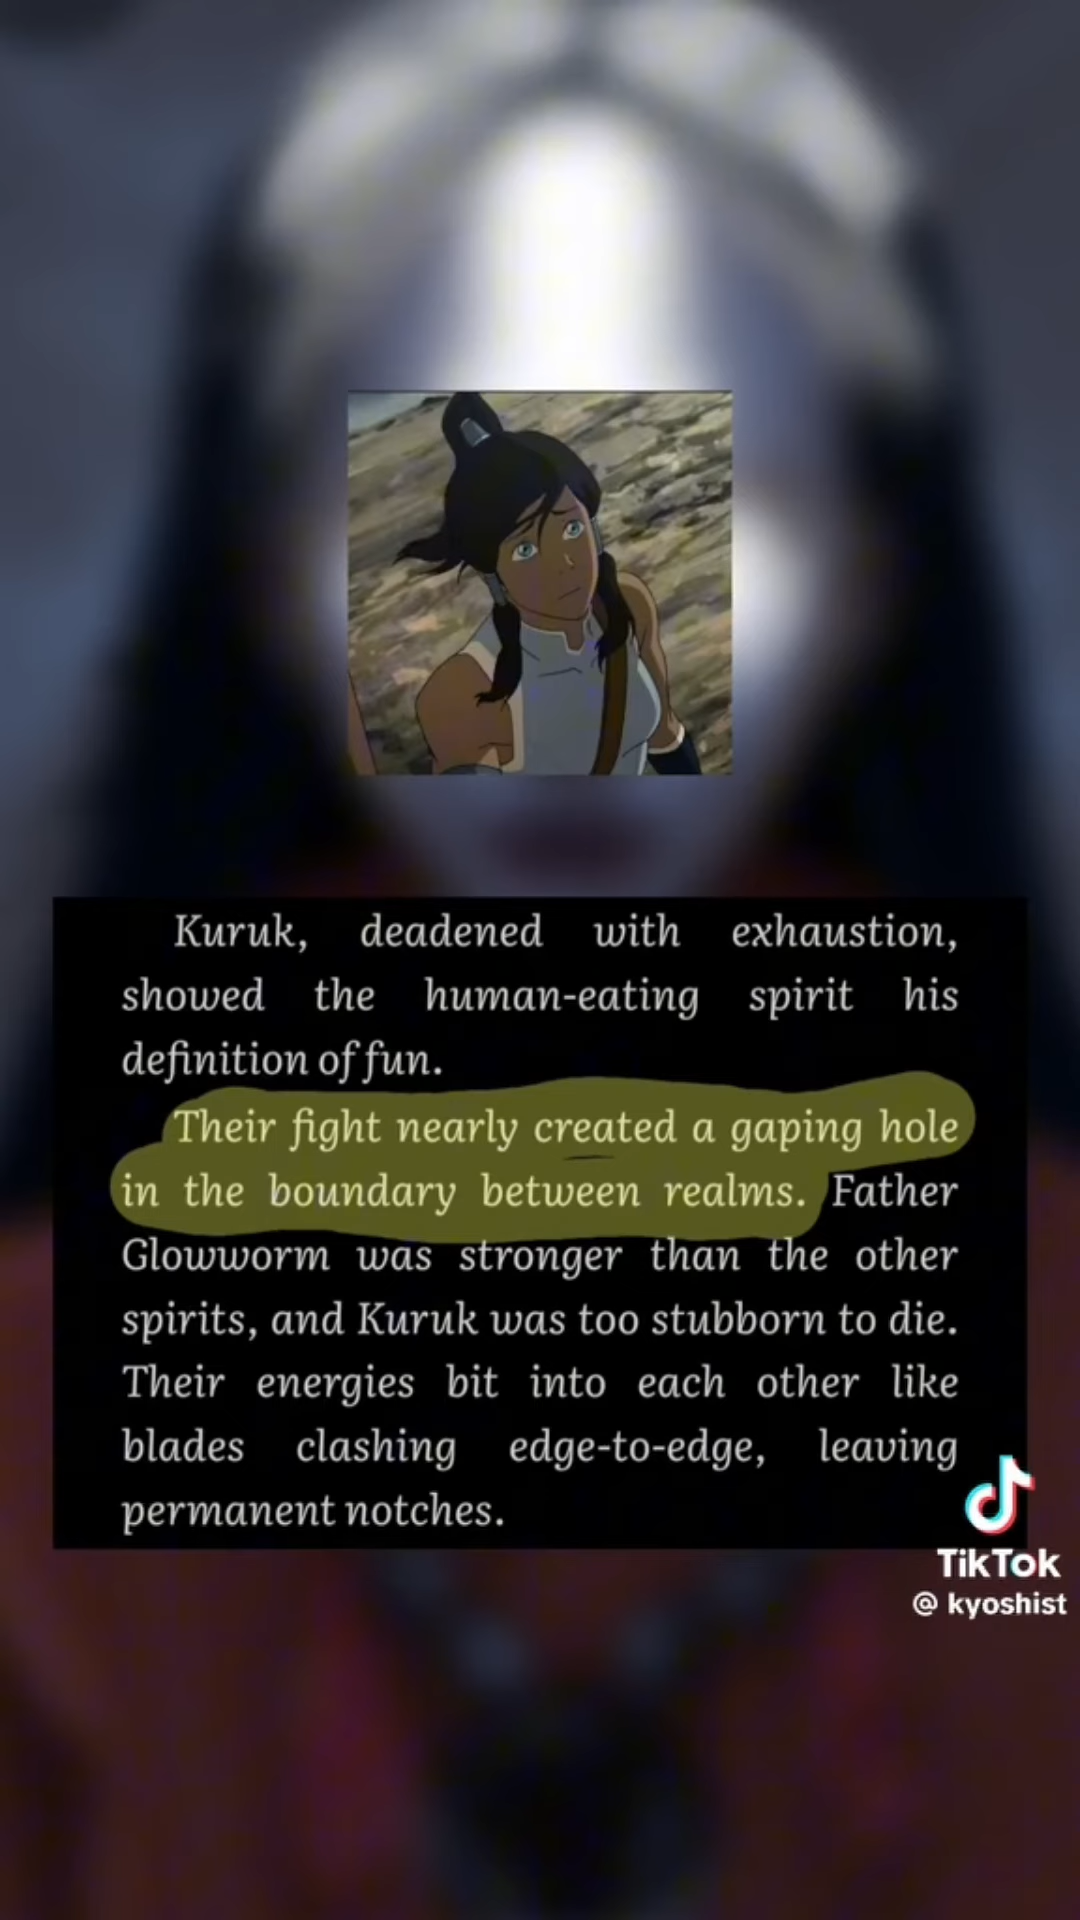 Kuruk, deadened with exhaustion,
showed the human-eating spirit his
definition of fun.
Their fight nearly created a gaping hole
in the boundary between realms. Father
Glowworm was stronger than the other
spirits, and Kuruk was too stubborn to die.
Their energies bit into each other like
blades clashing edge-to-edge, leaving
permanent notches.
TikTok
@ kyoshist